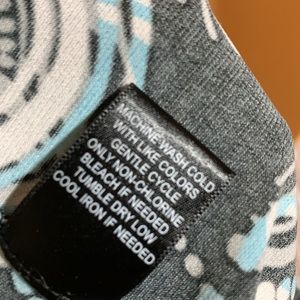 MACHINE WASH COLD
WITH LIKE COLORS
GENTLE CYCLE
ONLY NON-CHLORINE
BLEACH IF NEEDED
TUMBLE DRY LOW
COOL IRON IF NEEDED